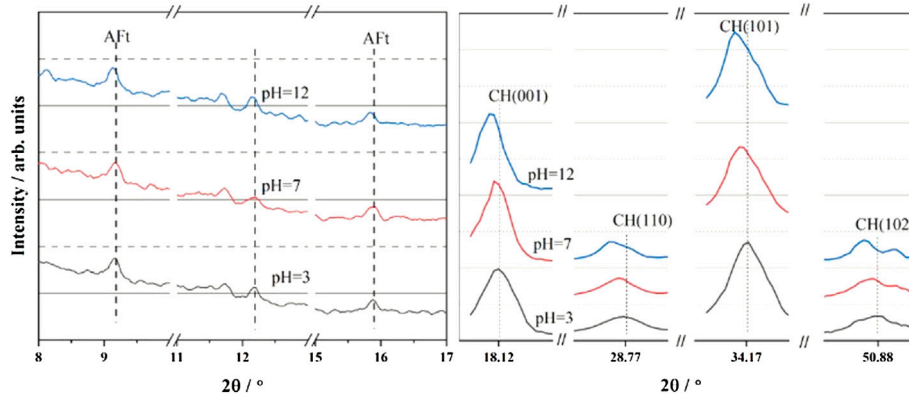 Intensity / arb. units
AFt
AFt
pH=12
pH=7
pH=3
8
9
11
12
15
16
17
2θ / °
CH(001)
CH(110)
CH(101)
CH(102
pH=12
pH=7
pH=3
18.12
28.77
34.17
50.88
2θ / °